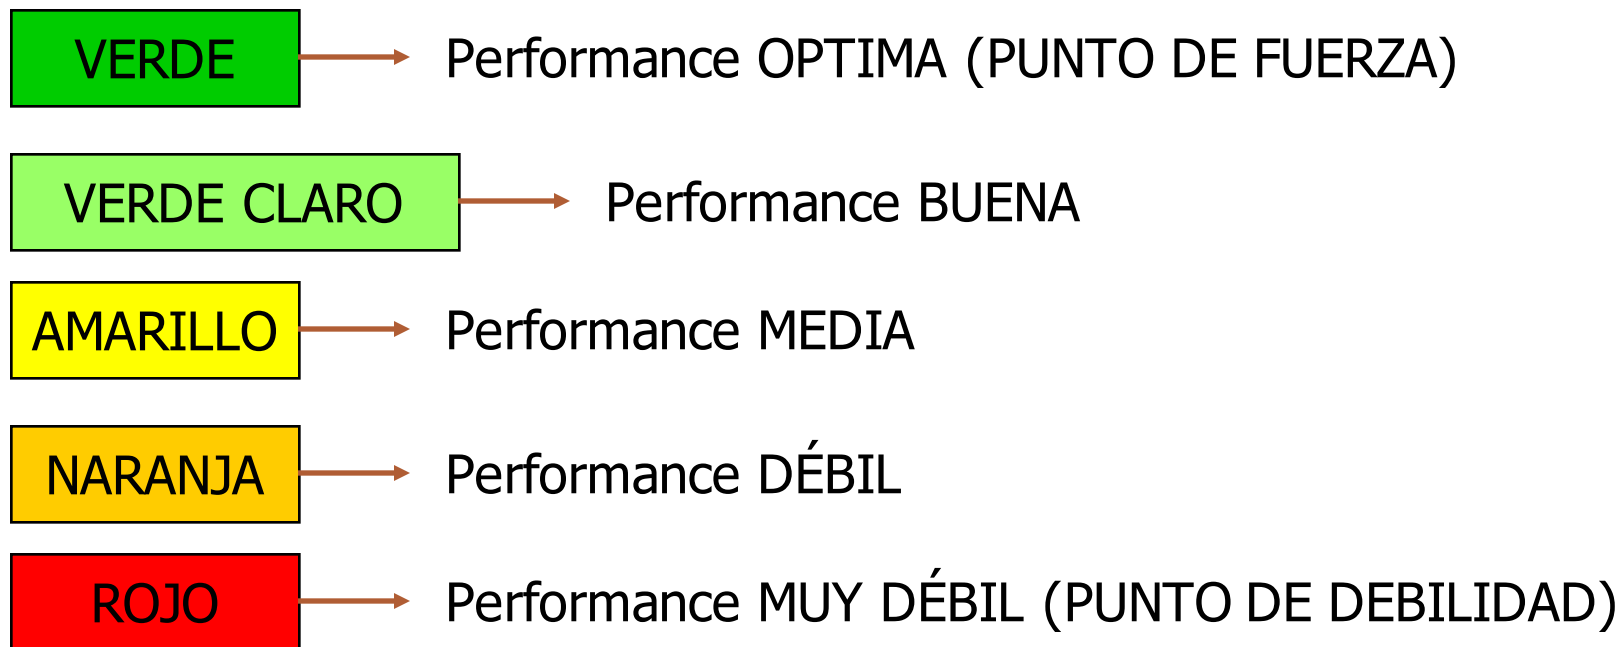 VERDE Performance OPTIMA (PUNTO DE FUERZA)
VERDE CLARO Performance BUENA
AMARILLO Performance MEDIA
NARANJA Performance DÉBIL
ROJO Performance MUY DÉBIL (PUNTO DE DEBILIDAD)